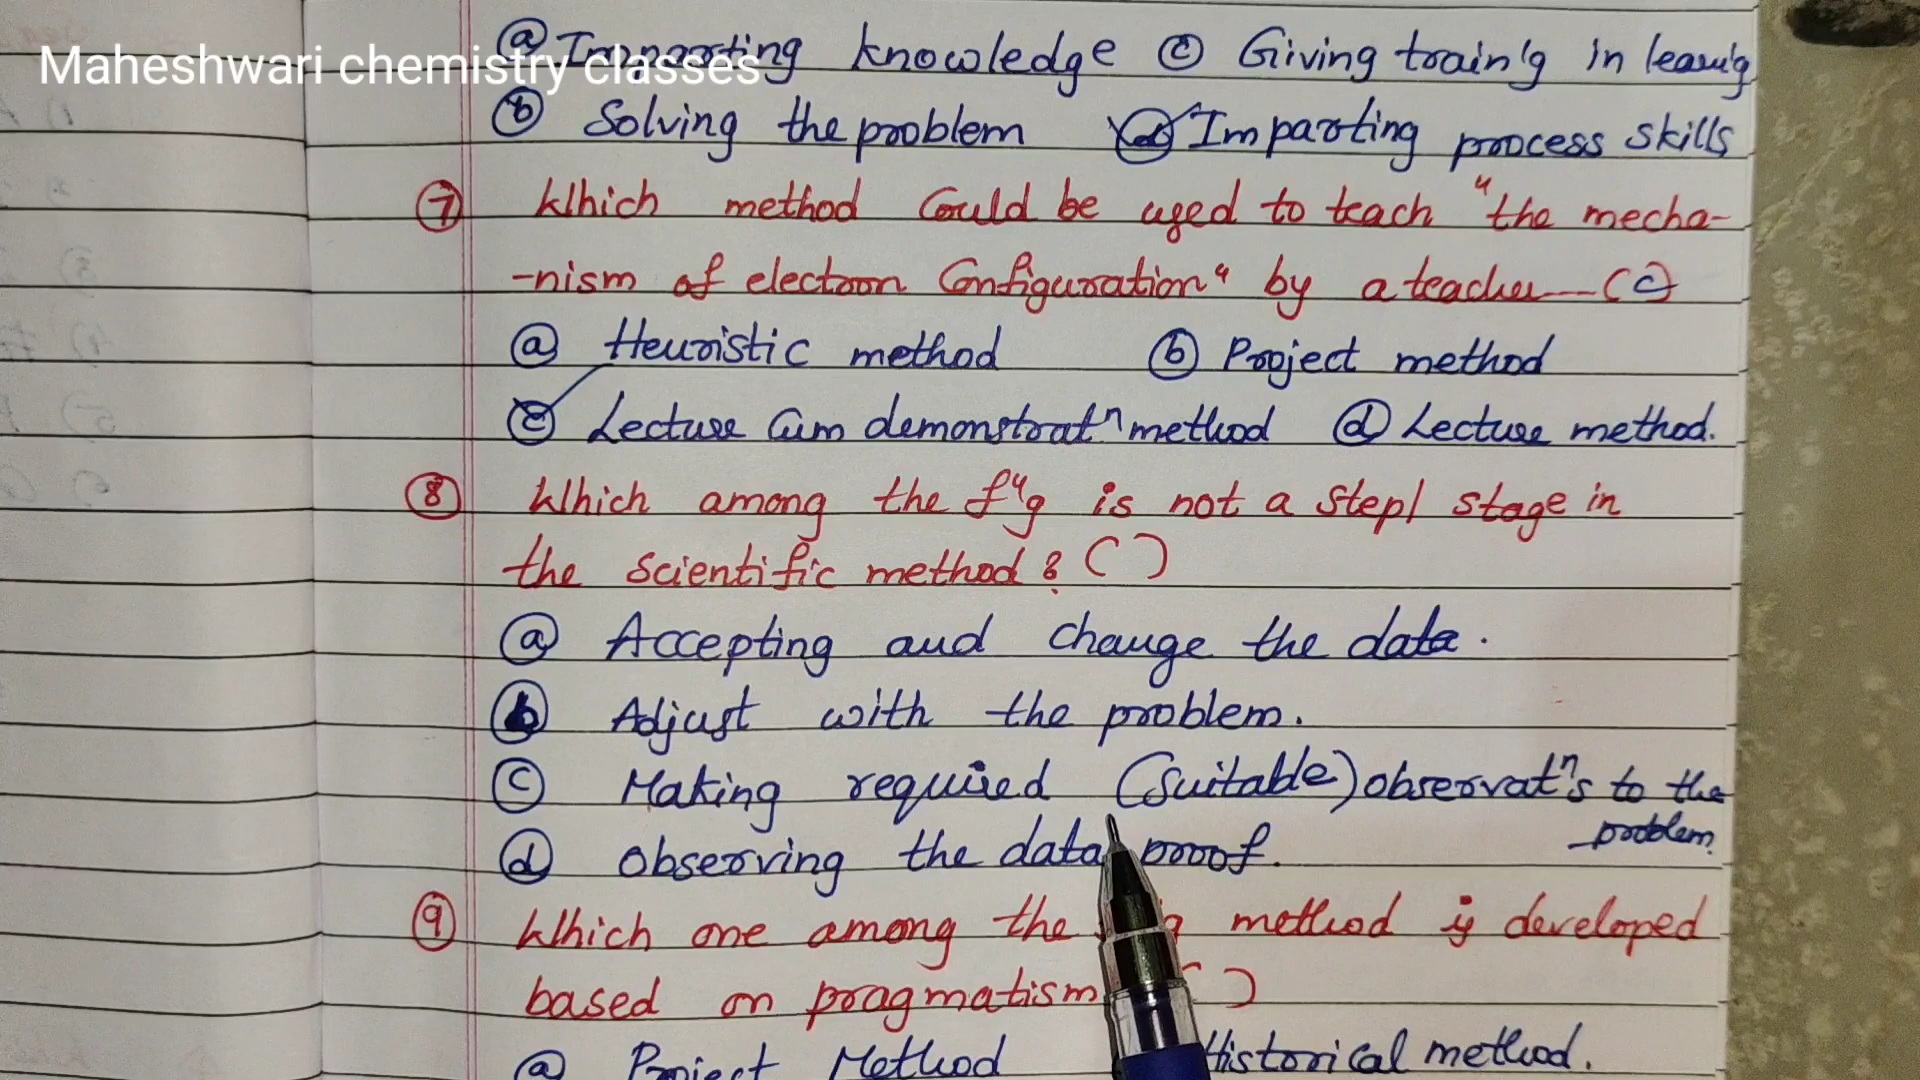 Maheshwari chemistry classes
ⓐ Imparting knowledge ⓒ Giving train'g in learn'g
ⓑ Solving the problem ⓓ Imparting process skills
⑦ Which method Could be used to teach "the mecha-
-nism of electron Configuration" by a teacher---(c)
ⓐ Heuristic method ⓑ Project method
ⓒ Lecture Cum demonstratⁿ method ⓓ Lecture method.
⑧ Which among the f"g is not a Step/ stage in
the scientific method? ( )
ⓐ Accepting and change the data.
ⓑ Adjust with the problem.
ⓒ Making required (suitable) observatⁿs to the
problem.
ⓓ observing the data proof.
⑨ Which one among the method is developed
based on pragmatism ( )
ⓐ Project Method Historical method.